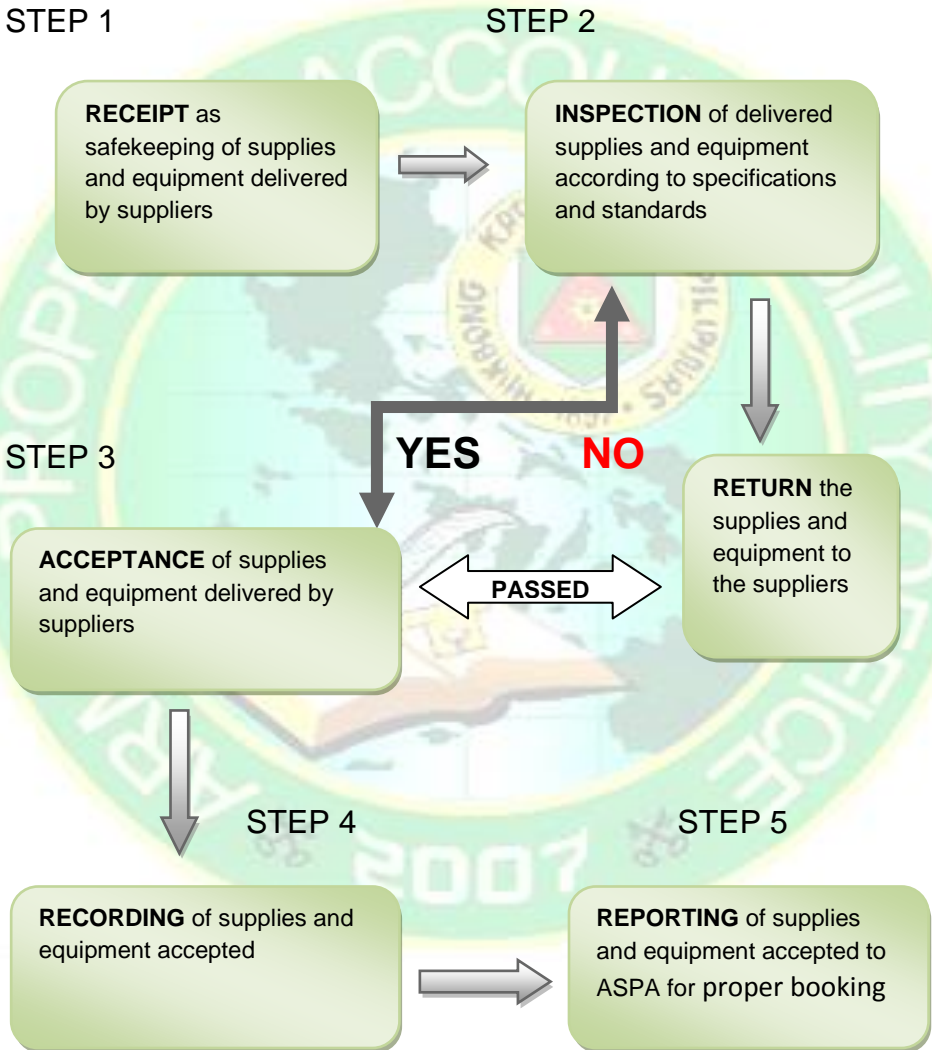 STEP 1
STEP 2
RECEIPT as
safekeeping of supplies
and equipment delivered
by suppliers
INSPECTION of delivered
supplies and equipment
according to specifications
and standards
YES
NO
STEP 3
RETURN the
supplies and
equipment to
the suppliers
ACCEPTANCE of supplies
and equipment delivered by
suppliers
PASSED
STEP 4
STEP 5
RECORDING of supplies and
equipment accepted
REPORTING of supplies
and equipment accepted to
ASPA for proper booking
OFFICE
2007